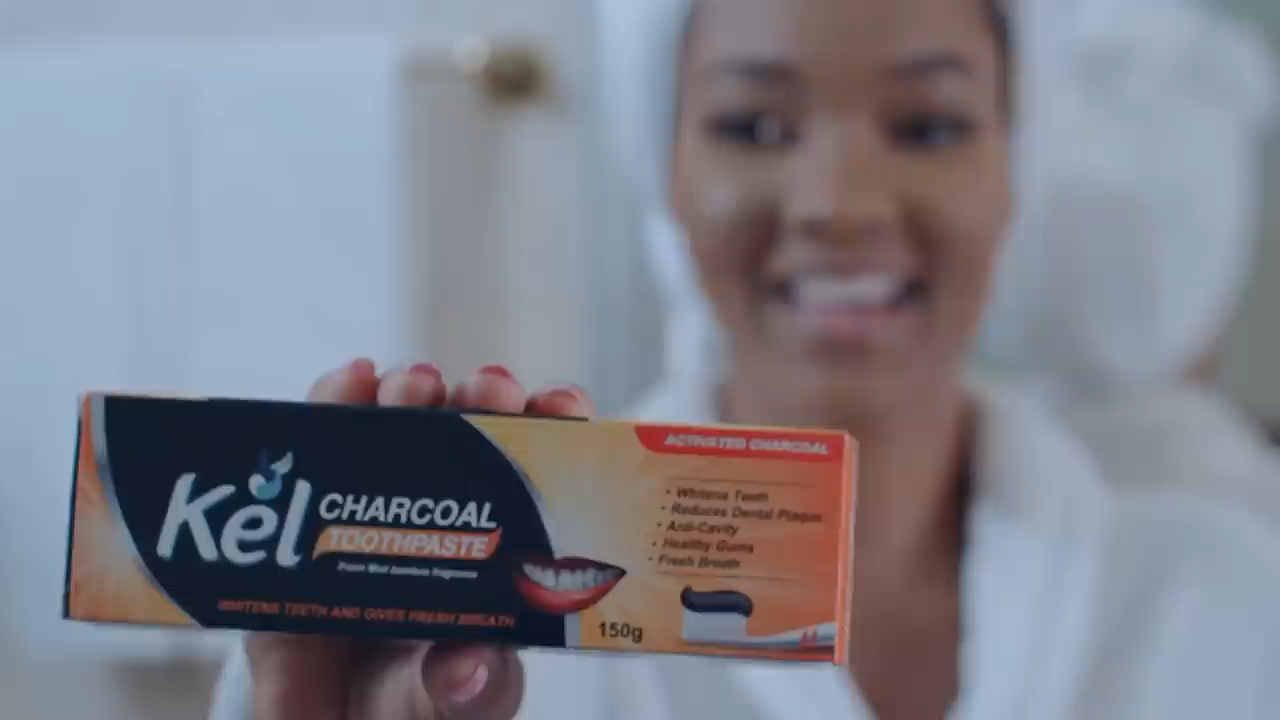 Kel
CHARCOAL
TOOTHPASTE
WHITENS TEETH AND GIVES FRESH BREATH
150g
ACTIVATED CHARCOAL
• Whitens Teeth
• Reduces Dental Plaque
• Anti-Cavity
• Healthy Gums
• Fresh Breath